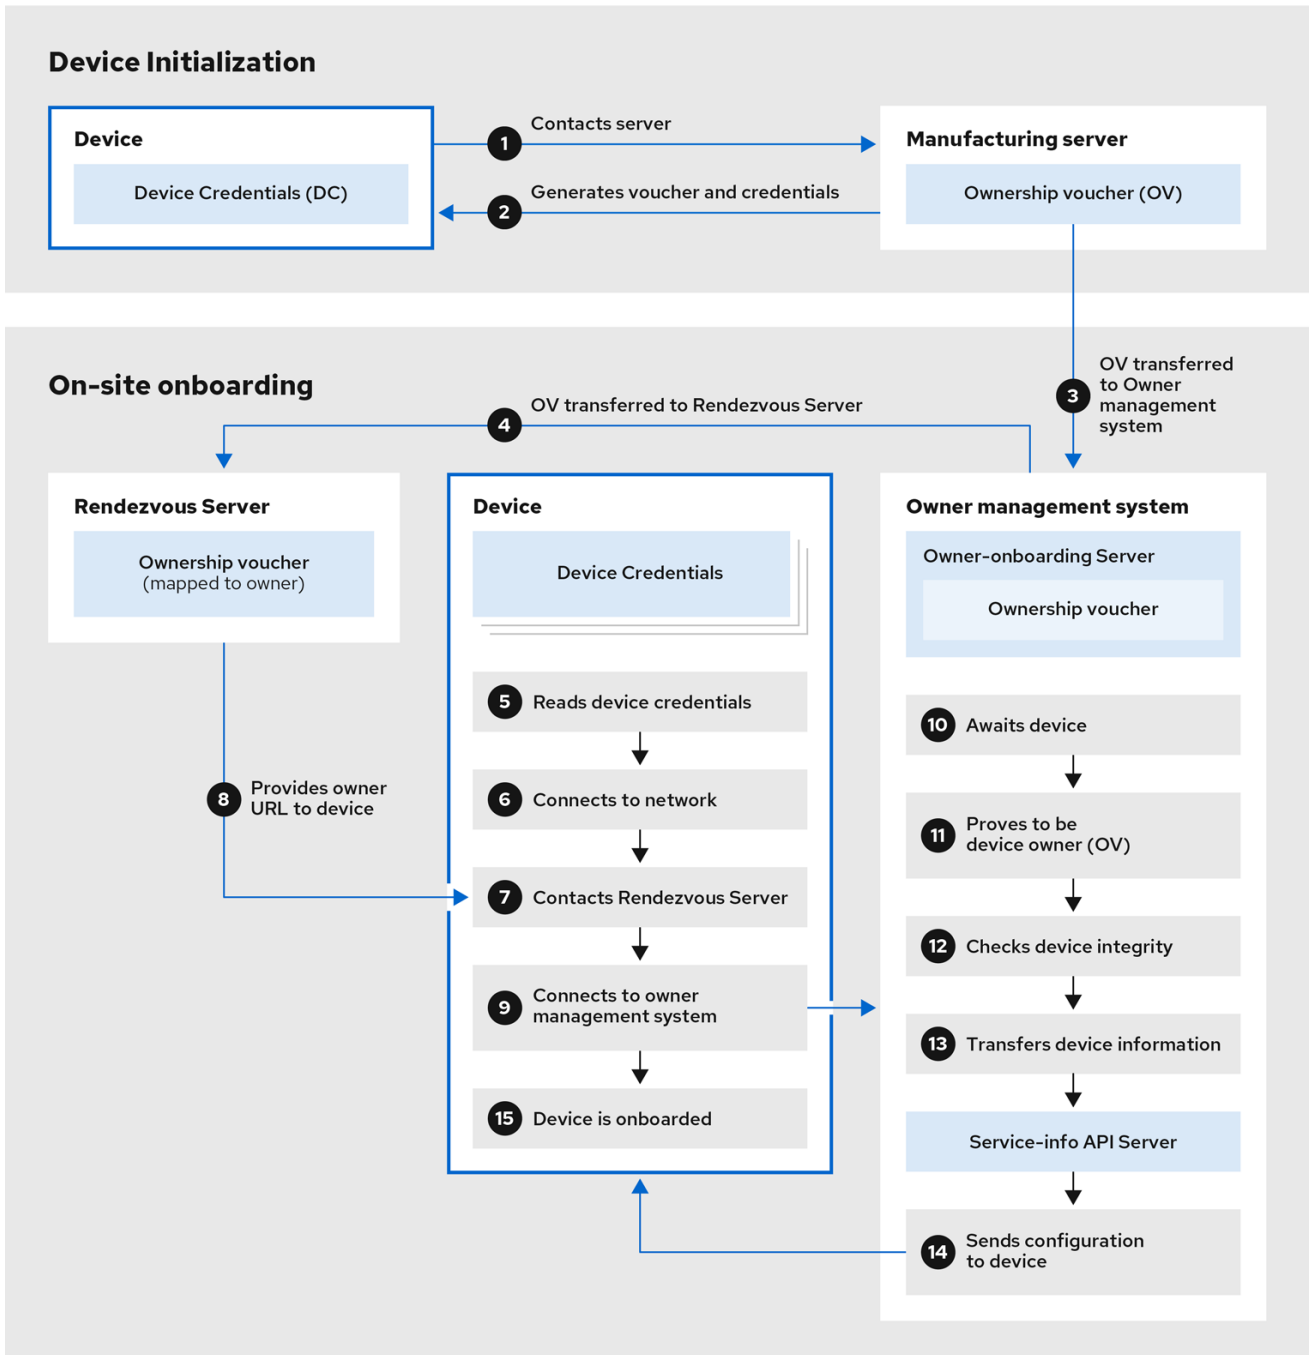 Device Initialization
Device
Device Credentials (DC)
1
Contacts server
2
Generates voucher and credentials
Manufacturing server
Ownership voucher (OV)
3
OV transferred
to Owner
management
system
On-site onboarding
4
OV transferred to Rendezvous Server
Rendezvous Server
Ownership voucher
(mapped to owner)
8
Provides owner
URL to device
Device
Device Credentials
5
Reads device credentials
6
Connects to network
7
Contacts Rendezvous Server
9
Connects to owner
management system
15
Device is onboarded
Owner management system
Owner-onboarding Server
Ownership voucher
10
Awaits device
11
Proves to be
device owner (OV)
12
Checks device integrity
13
Transfers device information
Service-info API Server
14
Sends configuration
to device